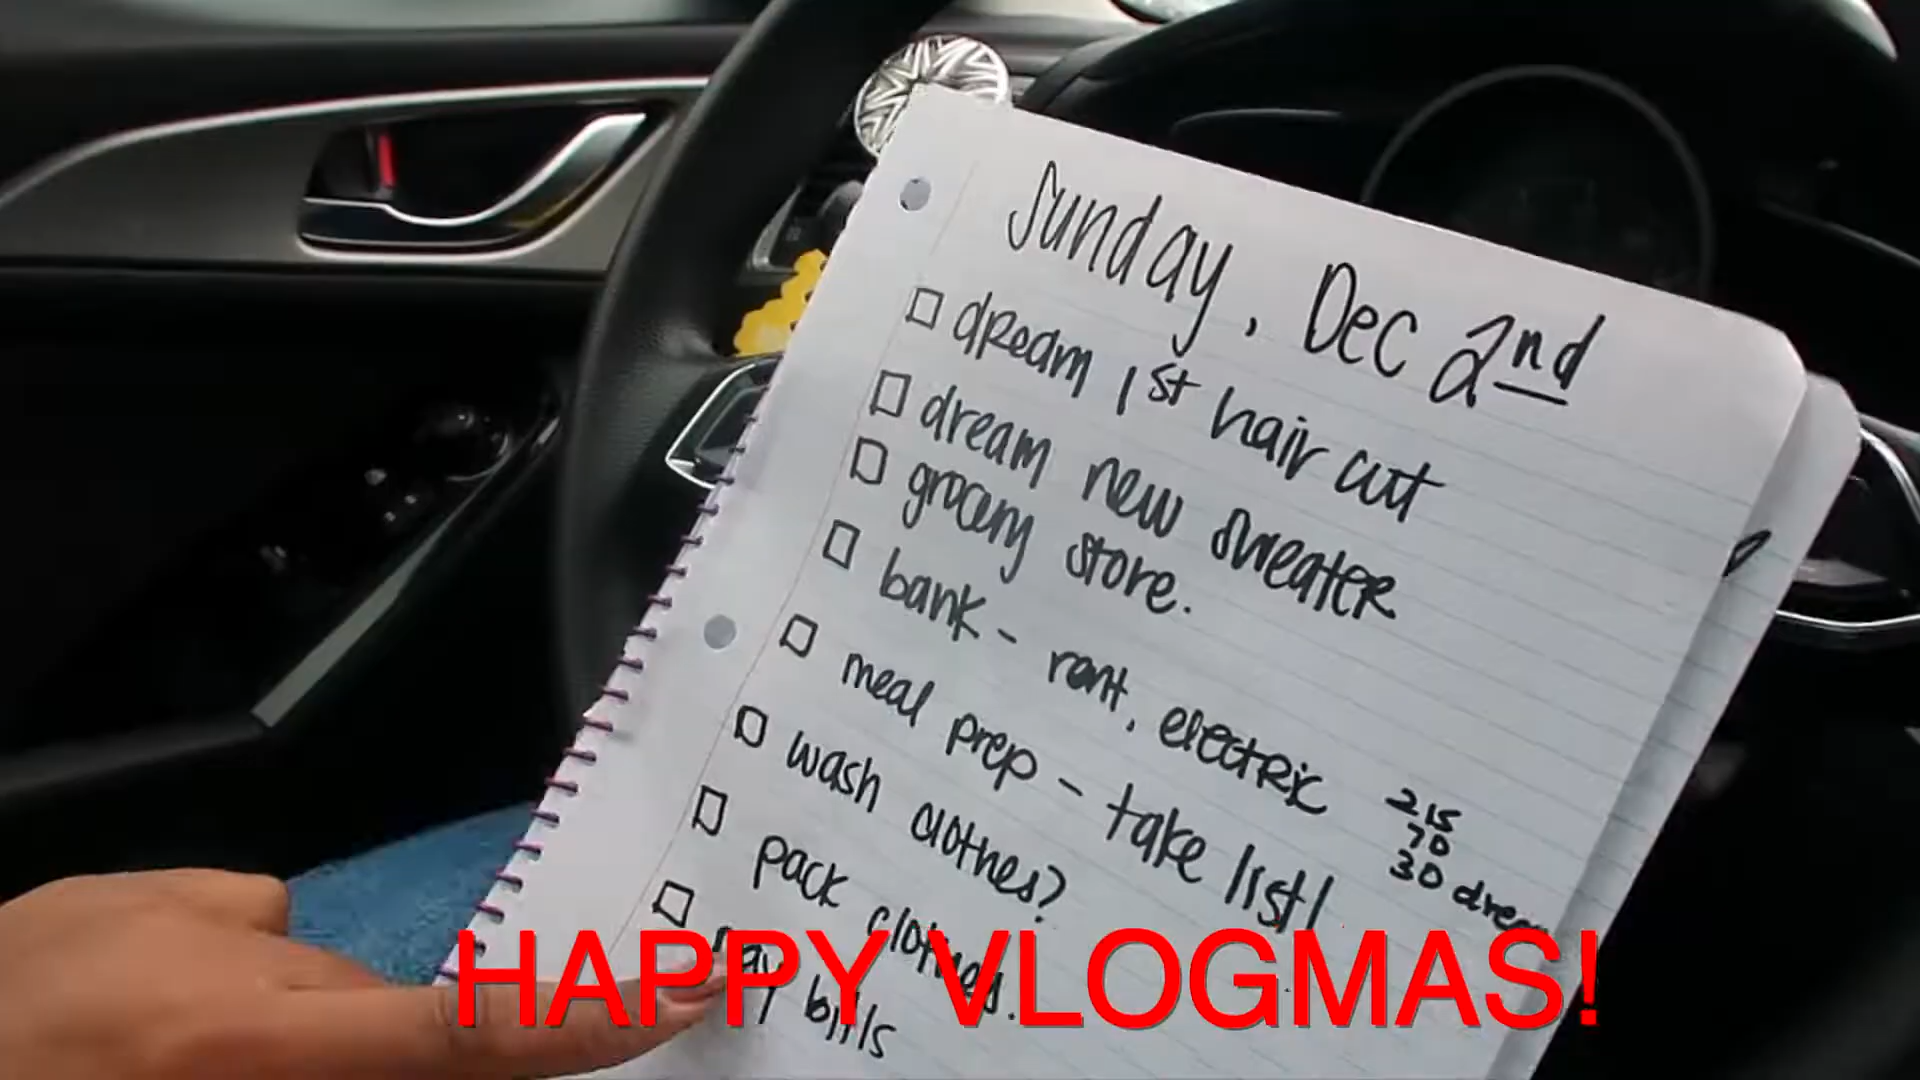 Sunday, Dec 2nd
dream 1st hair cut
dream new sweater
grocery store.
bank - rent, electric
215
70
30
meal prep - take list!
wash clothes?
pack clothes.
pay bills
HAPPY VLOGMAS!